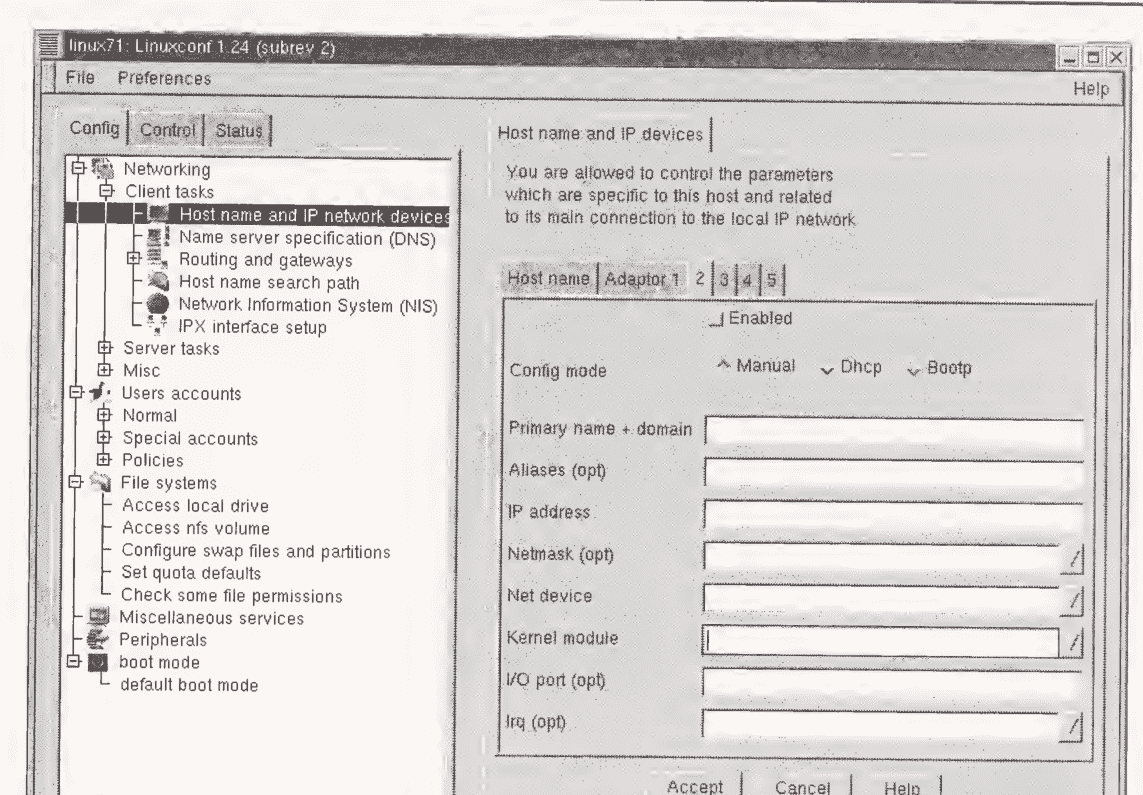 linux71: Linuxconf 1.24 (subrev 2)
File Preferences Help
Config Control Status
Networking
Client tasks
Host name and IP network devices
Name server specification (DNS)
Routing and gateways
Host name search path
Network Information System (NIS)
IPX interface setup
Server tasks
Misc
Users accounts
Normal
Special accounts
Policies
File systems
Access local drive
Access nfs volume
Configure swap files and partitions
Set quota defaults
Check some file permissions
Miscellaneous services
Peripherals
boot mode
default boot mode
Host name and IP devices
You are allowed to control the parameters
which are specific to this host and related
to its main connection to the local IP network
Host name Adaptor 1 2 3 4 5
Enabled
Config mode Manual Dhcp Bootp
Primary name + domain
Aliases (opt)
IP address
Netmask (opt)
Net device
Kernel module
I/O port (opt)
Irq (opt)
Accept Cancel Help